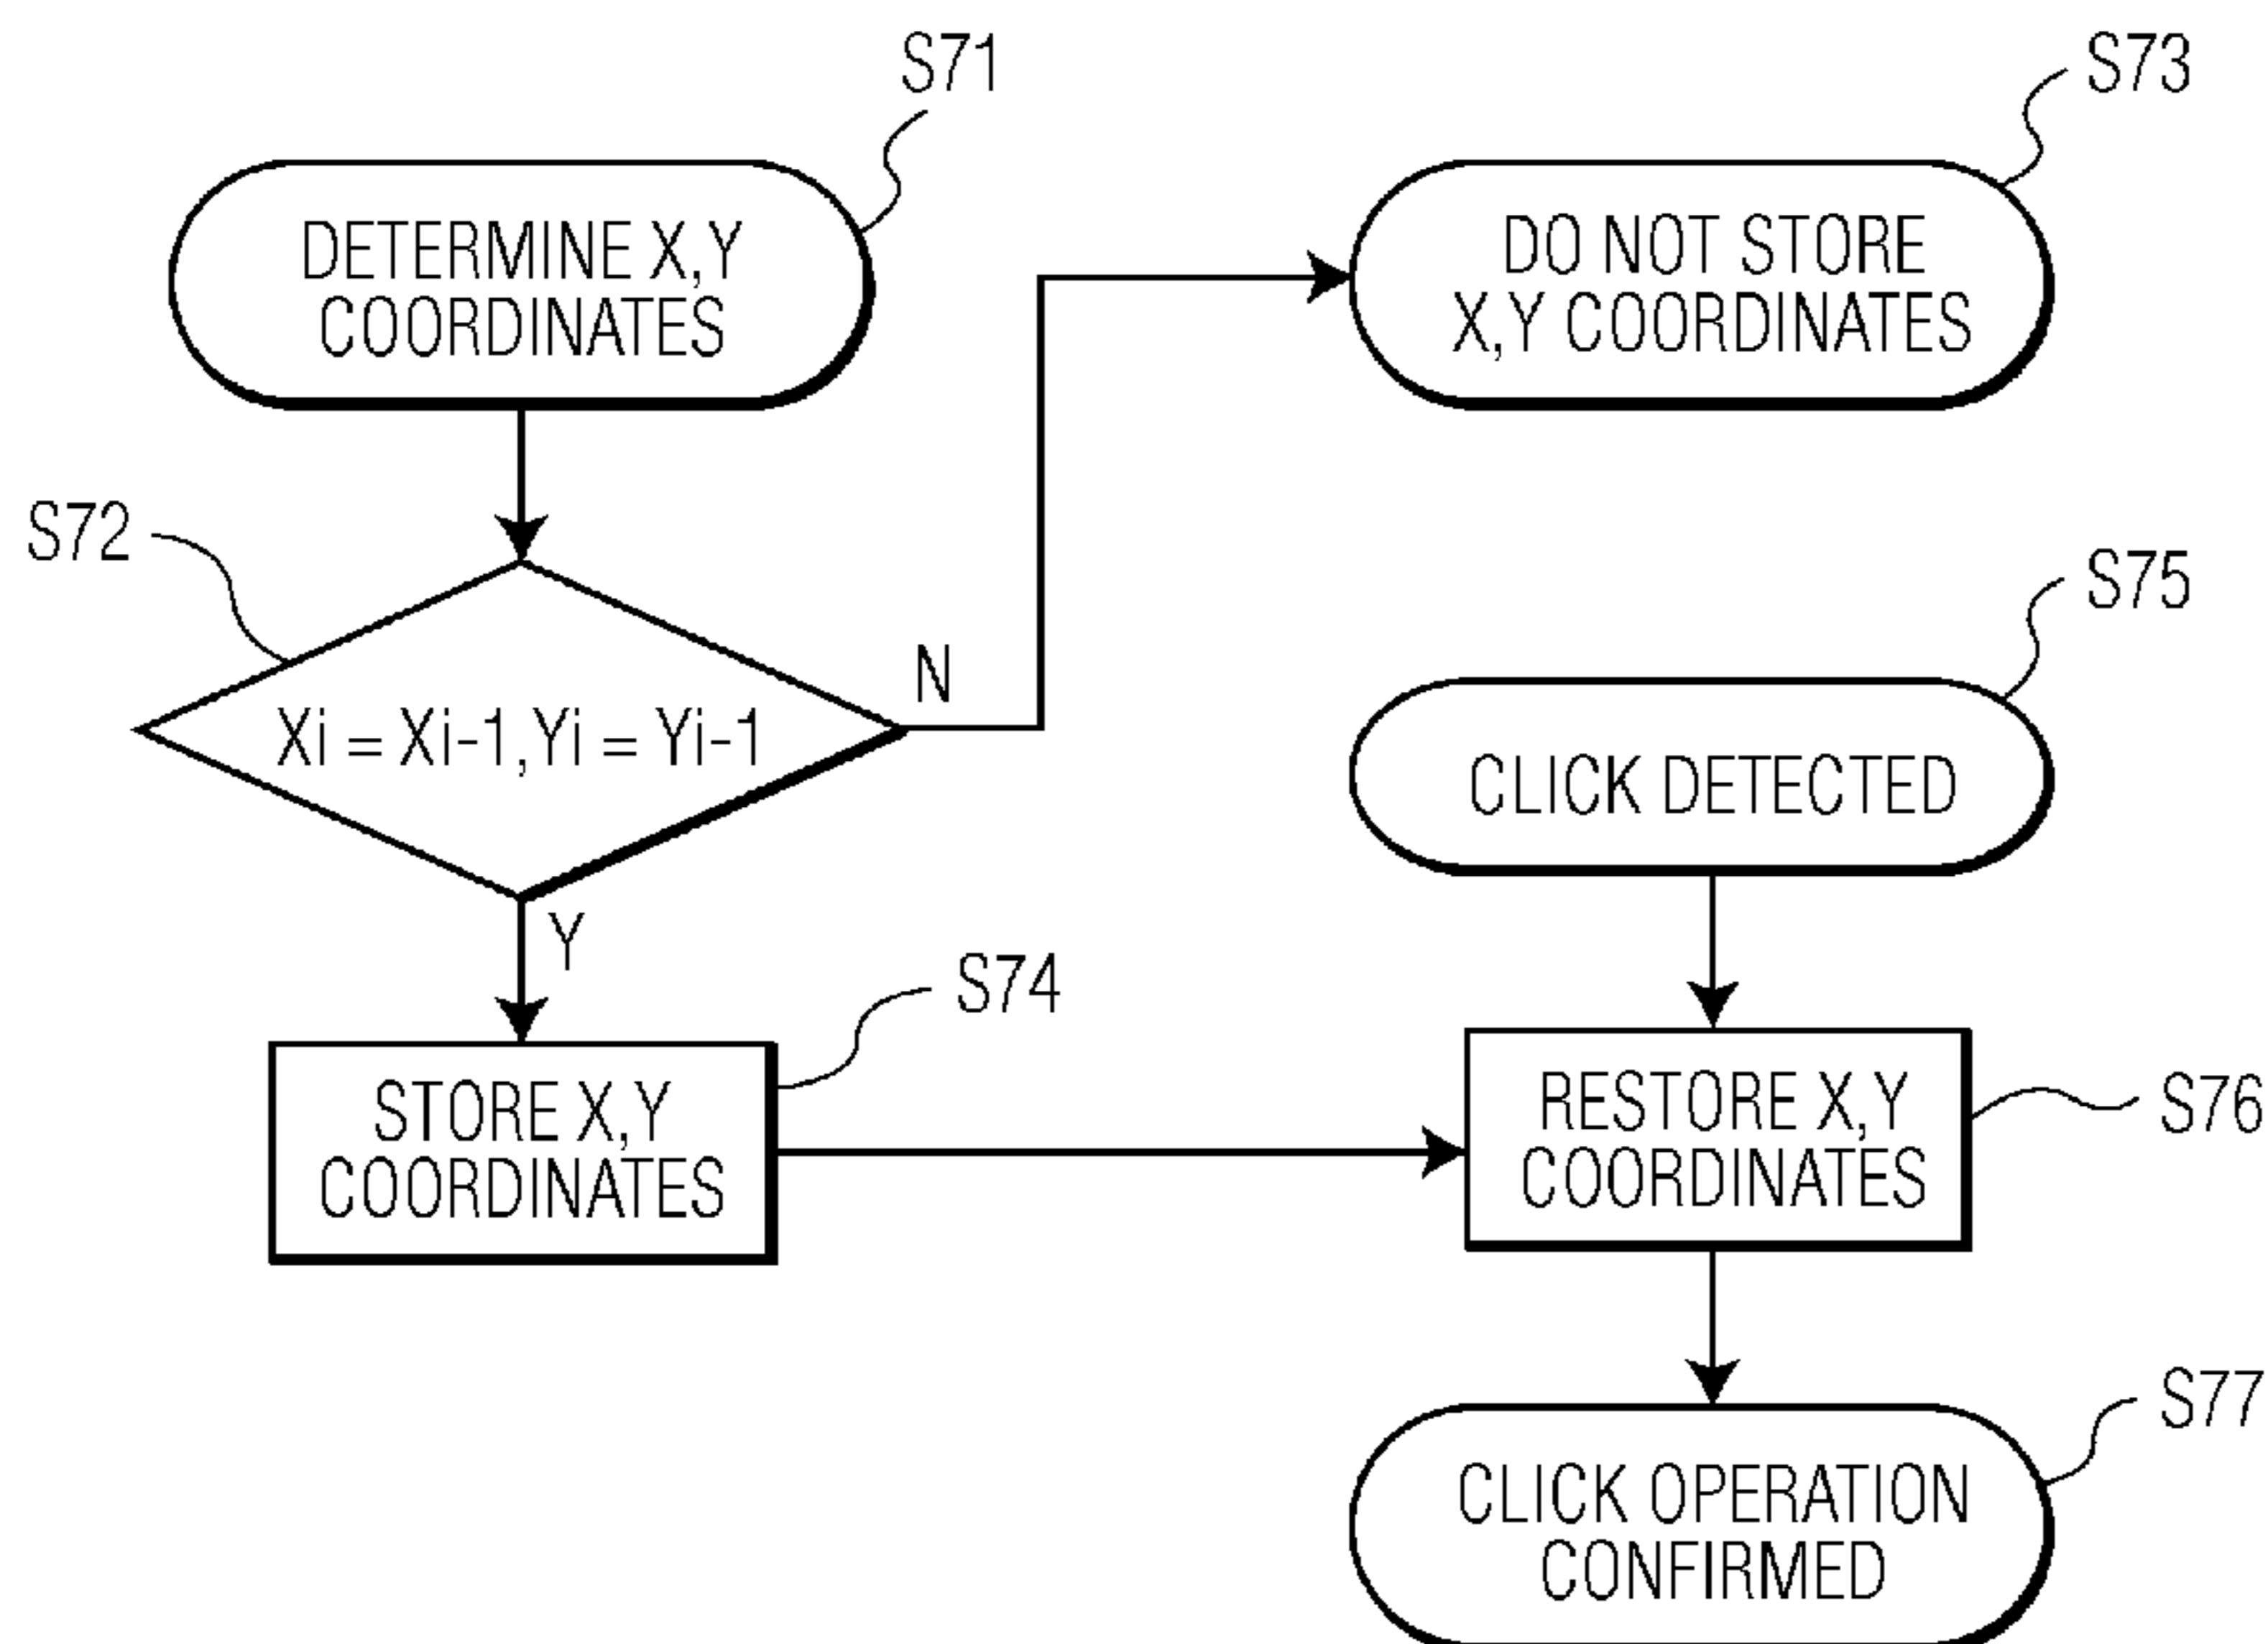 S71
DETERMINE X,Y
COORDINATES
S73
DO NOT STORE
X,Y COORDINATES
S72
Xi = Xi-1,Yi = Yi-1
N
Y
S75
CLICK DETECTED
S74
STORE X,Y
COORDINATES
S76
RESTORE X,Y
COORDINATES
S77
CLICK OPERATION
CONFIRMED